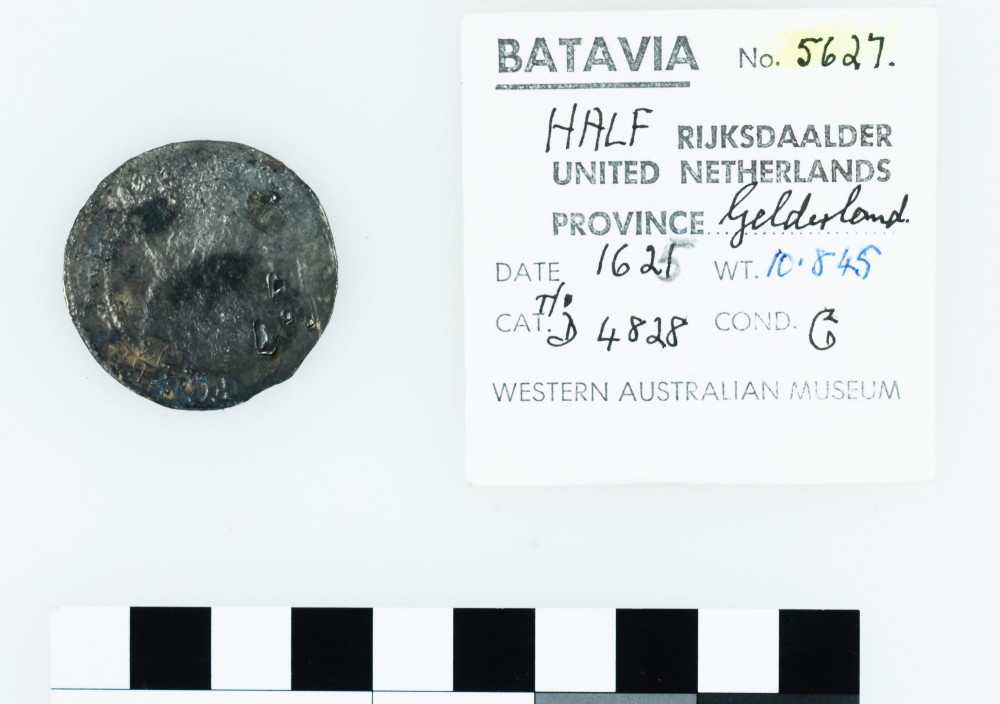 BATAVIA No. 5627.
HALF RIJKSDAALDER
UNITED NETHERLANDS
PROVINCE Gelderland.
DATE 1621 WT. 10.845
CAT. D 4828 COND. G
WESTERN AUSTRALIAN MUSEUM